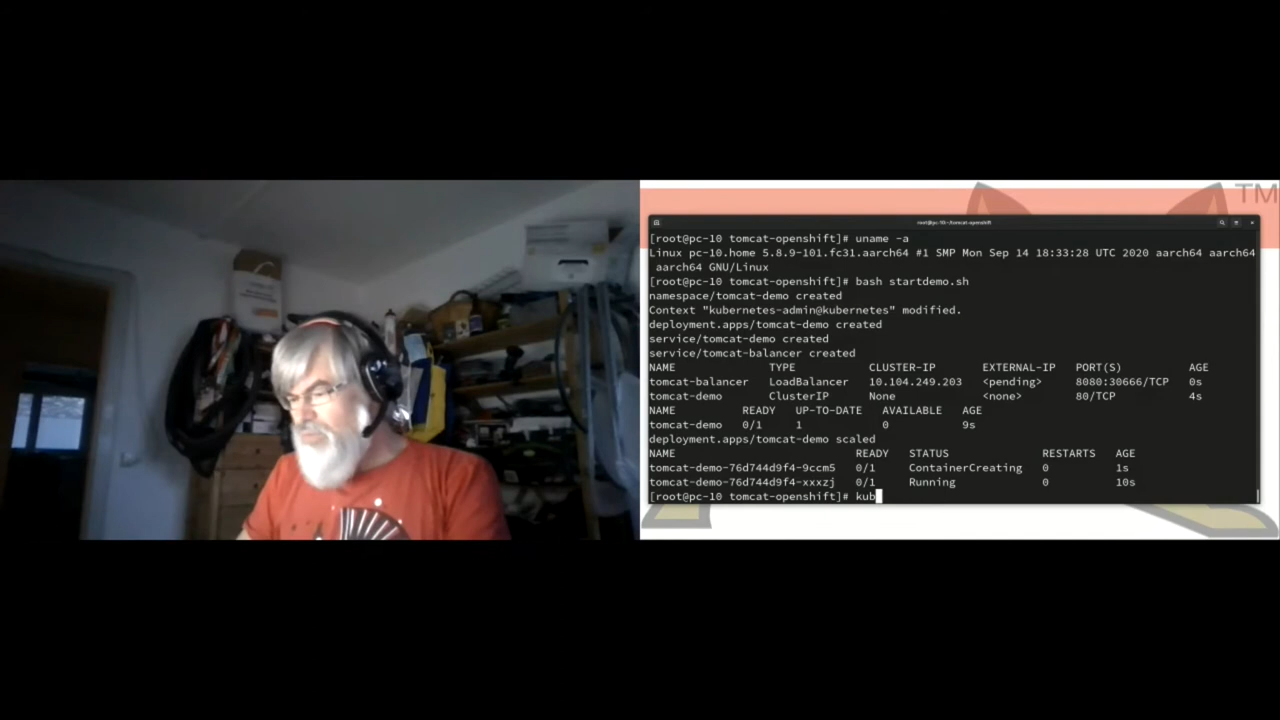 TM
root@pc-10:~/tomcat-openshift
[root@pc-10 tomcat-openshift]# uname -a
Linux pc-10.home 5.8.9-101.fc31.aarch64 #1 SMP Mon Sep 14 18:33:28 UTC 2020 aarch64 aarch64
 aarch64 GNU/Linux
[root@pc-10 tomcat-openshift]# bash startdemo.sh
namespace/tomcat-demo created
Context "kubernetes-admin@kubernetes" modified.
deployment.apps/tomcat-demo created
service/tomcat-demo created
service/tomcat-balancer created
NAME TYPE CLUSTER-IP EXTERNAL-IP PORT(S) AGE
tomcat-balancer LoadBalancer 10.104.249.203 <pending> 8080:30666/TCP 0s
tomcat-demo ClusterIP None <none> 80/TCP 4s
NAME READY UP-TO-DATE AVAILABLE AGE
tomcat-demo 0/1 1 0 9s
deployment.apps/tomcat-demo scaled
NAME READY STATUS RESTARTS AGE
tomcat-demo-76d744d9f4-9ccm5 0/1 ContainerCreating 0 1s
tomcat-demo-76d744d9f4-xxxzj 0/1 Running 0 10s
[root@pc-10 tomcat-openshift]# kub